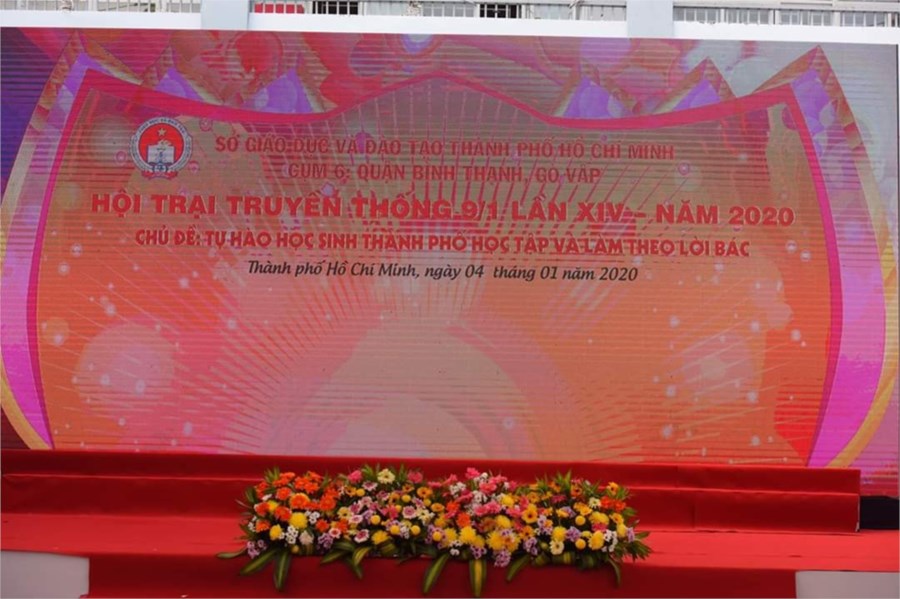 SỞ GIÁO DỤC VÀ ĐÀO TẠO THÀNH PHỐ HỒ CHÍ MINH
CỤM 6: QUẬN BÌNH THẠNH, GÒ VẤP
HỘI TRẠI TRUYỀN THỐNG 9/1 LẦN XIV – NĂM 2020
CHỦ ĐỀ: TỰ HÀO HỌC SINH THÀNH PHỐ HỌC TẬP VÀ LÀM THEO LỜI BÁC
Thành phố Hồ Chí Minh, ngày 04 tháng 01 năm 2020